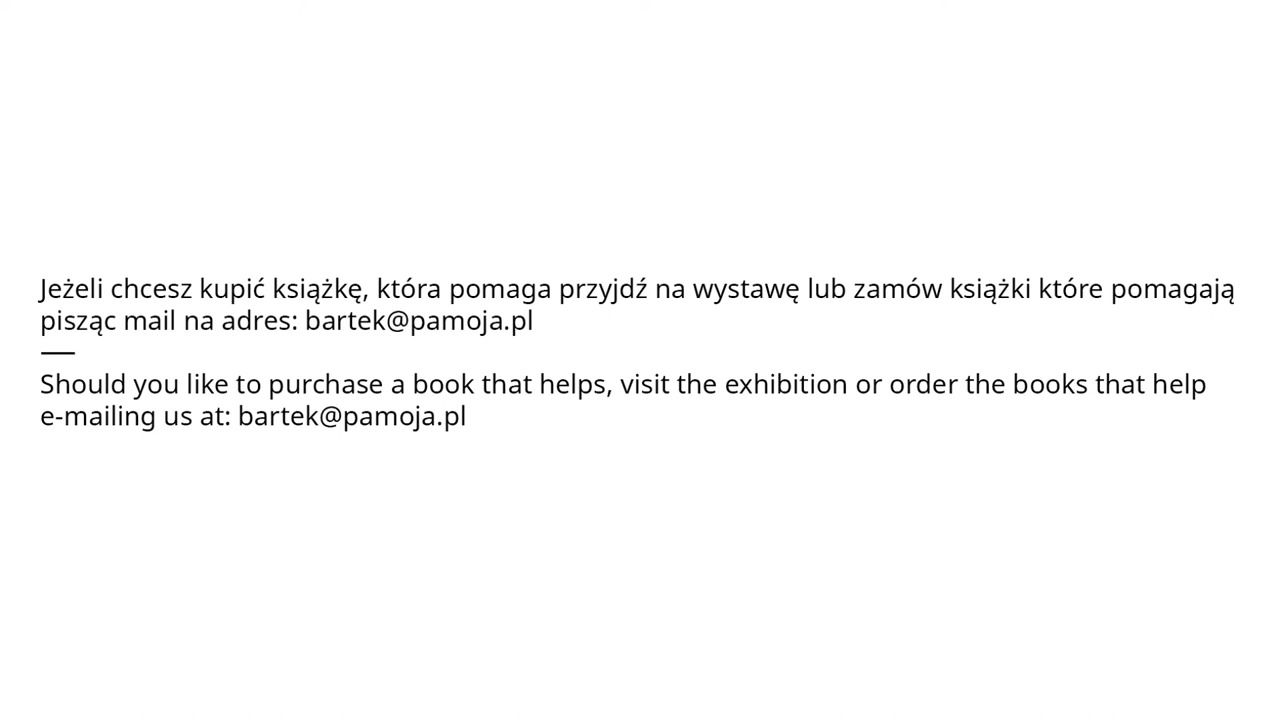 Jeżeli chcesz kupić książkę, która pomaga przyjdź na wystawę lub zamów książki które pomagają
pisząc mail na adres: bartek@pamoja.pl
—
Should you like to purchase a book that helps, visit the exhibition or order the books that help
e-mailing us at: bartek@pamoja.pl